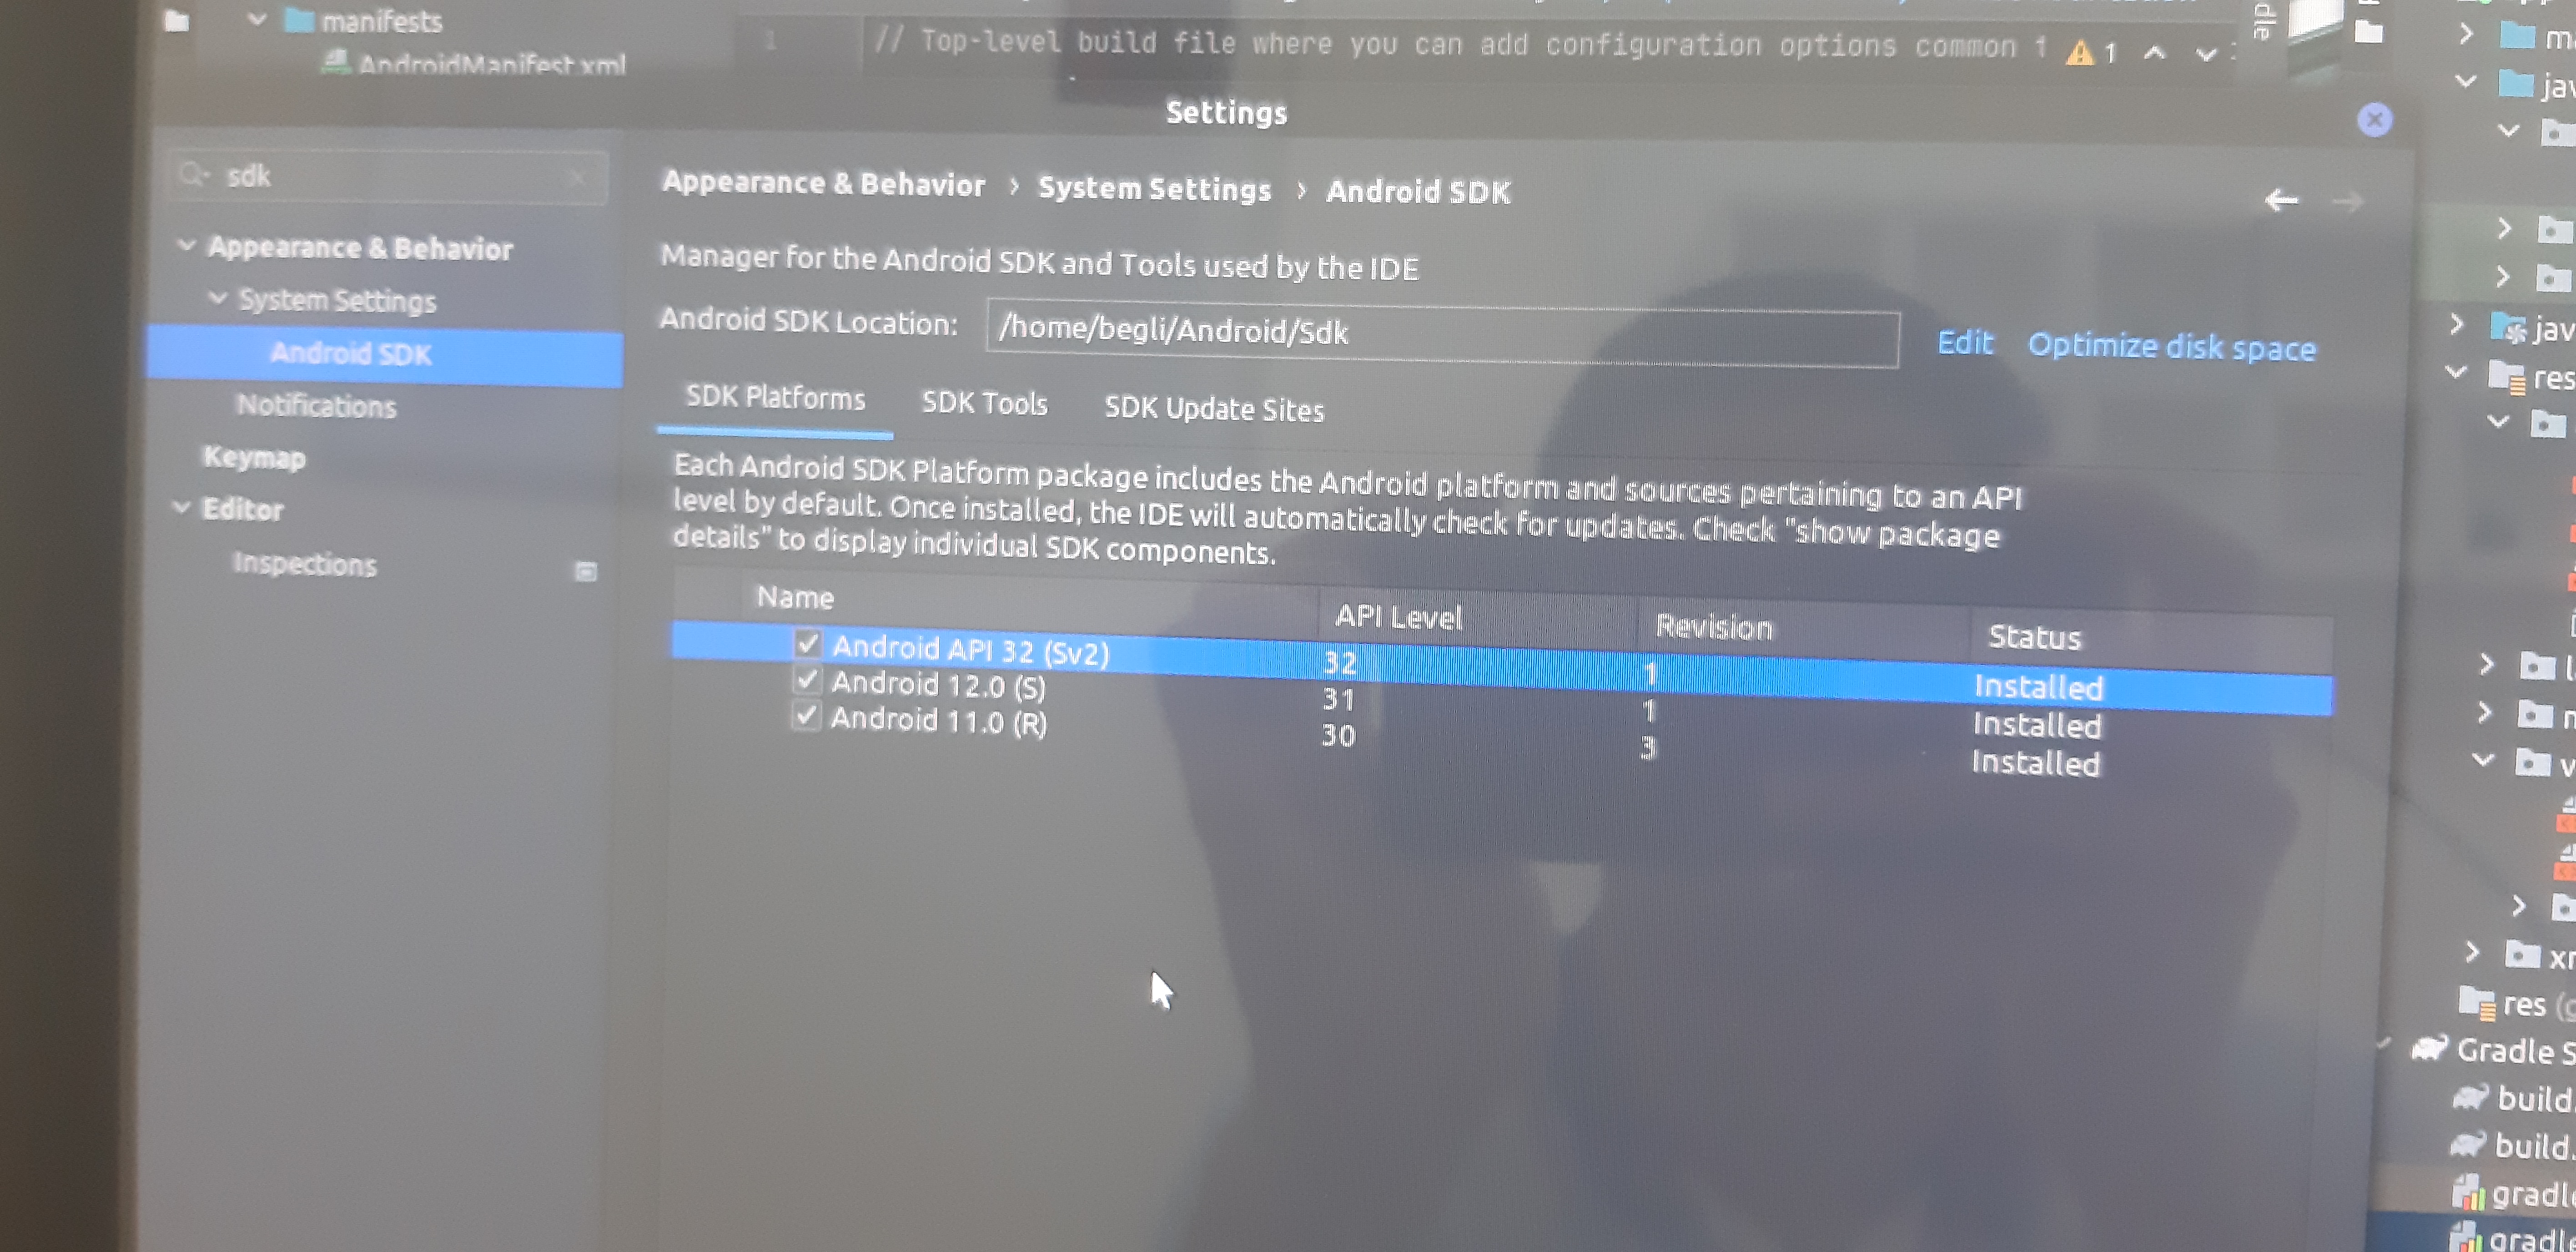 manifests
AndroidManifest.xml
1
// Top-level build file where you can add configuration options common
1
Settings
sdk
Appearance & Behavior
System Settings
Android SDK
Notifications
Keymap
Editor
Inspections
Appearance & Behavior › System Settings › Android SDK
Manager for the Android SDK and Tools used by the IDE
Android SDK Location: /home/begli/Android/Sdk Edit Optimize disk space
SDK Platforms SDK Tools SDK Update Sites
Each Android SDK Platform package includes the Android platform and sources pertaining to an API
level by default. Once installed, the IDE will automatically check for updates. Check "show package
details" to display individual SDK components.
Name API Level Revision Status
Android API 32 (Sv2) 32 1 Installed
Android 12.0 (S) 31 1 Installed
Android 11.0 (R) 30 3 Installed
res
res
Gradle S
build.
build.